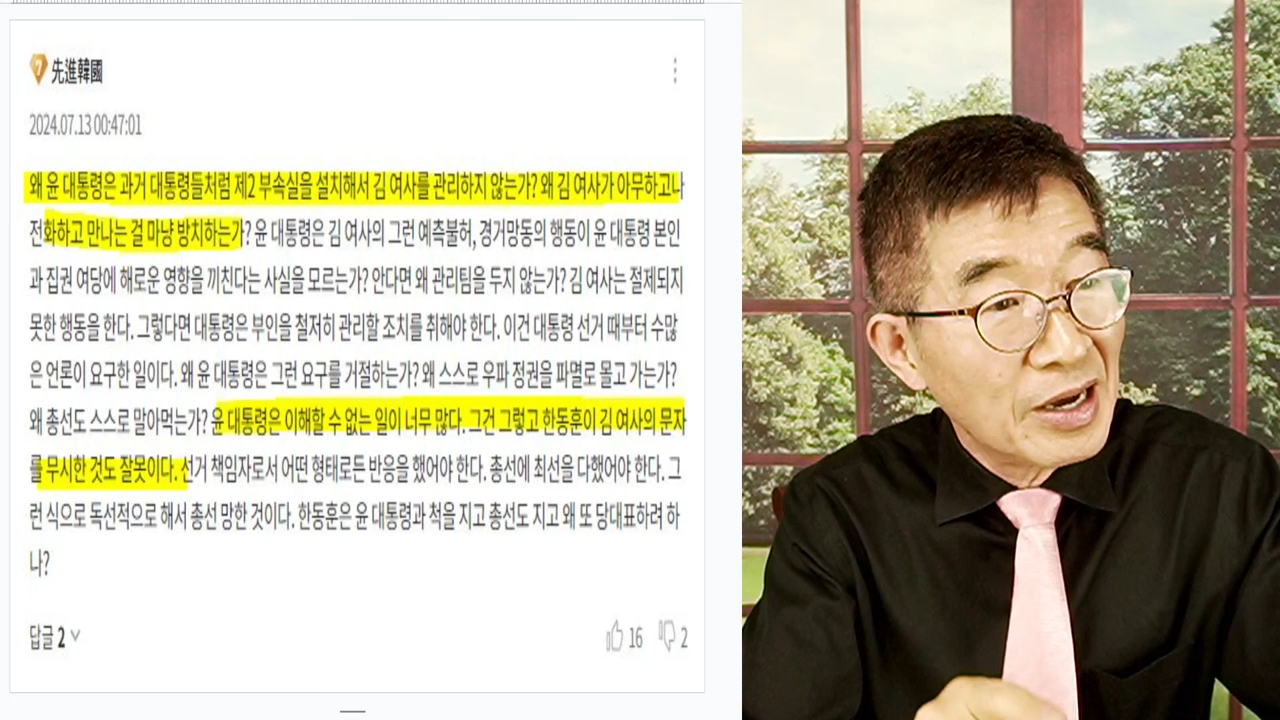 7 先進韓國
2024.07.13 00:47:01
왜 윤 대통령은 과거 대통령들처럼 제2 부속실을 설치해서 김 여사를 관리하지 않는가? 왜 김 여사가 아무하고나
전화하고 만나는 걸 마냥 방치하는가? 윤 대통령은 김 여사의 그런 예측불허, 경거망동의 행동이 윤 대통령 본인
과 집권 여당에 해로운 영향을 끼친다는 사실을 모르는가? 안다면 왜 관리팀을 두지 않는가? 김 여사는 절제되지
못한 행동을 한다. 그렇다면 대통령은 부인을 철저히 관리할 조치를 취해야 한다. 이건 대통령 선거 때부터 수많
은 언론이 요구한 일이다. 왜 윤 대통령은 그런 요구를 거절하는가? 왜 스스로 우파 정권을 파멸로 몰고 가는가?
왜 총선도 스스로 말아먹는가? 윤 대통령은 이해할 수 없는 일이 너무 많다. 그건 그렇고 한동훈이 김 여사의 문자
를 무시한 것도 잘못이다. 선거 책임자로서 어떤 형태로든 반응을 했어야 한다. 총선에 최선을 다했어야 한다. 그
런 식으로 독선적으로 해서 총선 망한 것이다. 한동훈은 윤 대통령과 척을 지고 총선도 지고 왜 또 당대표하려 하
나?
답글 2
16 2